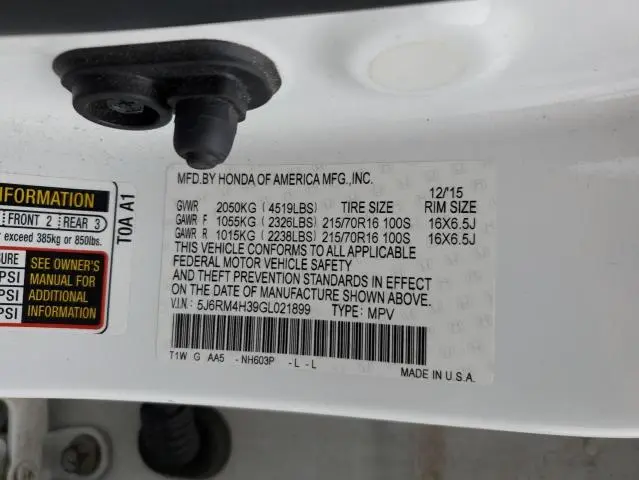 MFD.BY HONDA OF AMERICA MFG.,INC.
12/15
GVWR 2050KG (4519LBS) TIRE SIZE RIM SIZE
GAWR F 1055KG (2326LBS) 215/70R16 100S 16X6.5J
GAWR R 1015KG (2238LBS) 215/70R16 100S 16X6.5J
THIS VEHICLE CONFORMS TO ALL APPLICABLE
FEDERAL MOTOR VEHICLE SAFETY
AND THEFT PREVENTION STANDARDS IN EFFECT
ON THE DATE OF MANUFACTURE SHOWN ABOVE.
V.I.N: 5J6RM4H39GL021899 TYPE: MPV
T1W G AA5 -NH603P -L -L
MADE IN U.S.A.
INFORMATION
FRONT 2 REAR 3
exceed 385kg or 850lbs.
SEE OWNER'S
MANUAL FOR
ADDITIONAL
INFORMATION
PSI
PSI
T0A A1